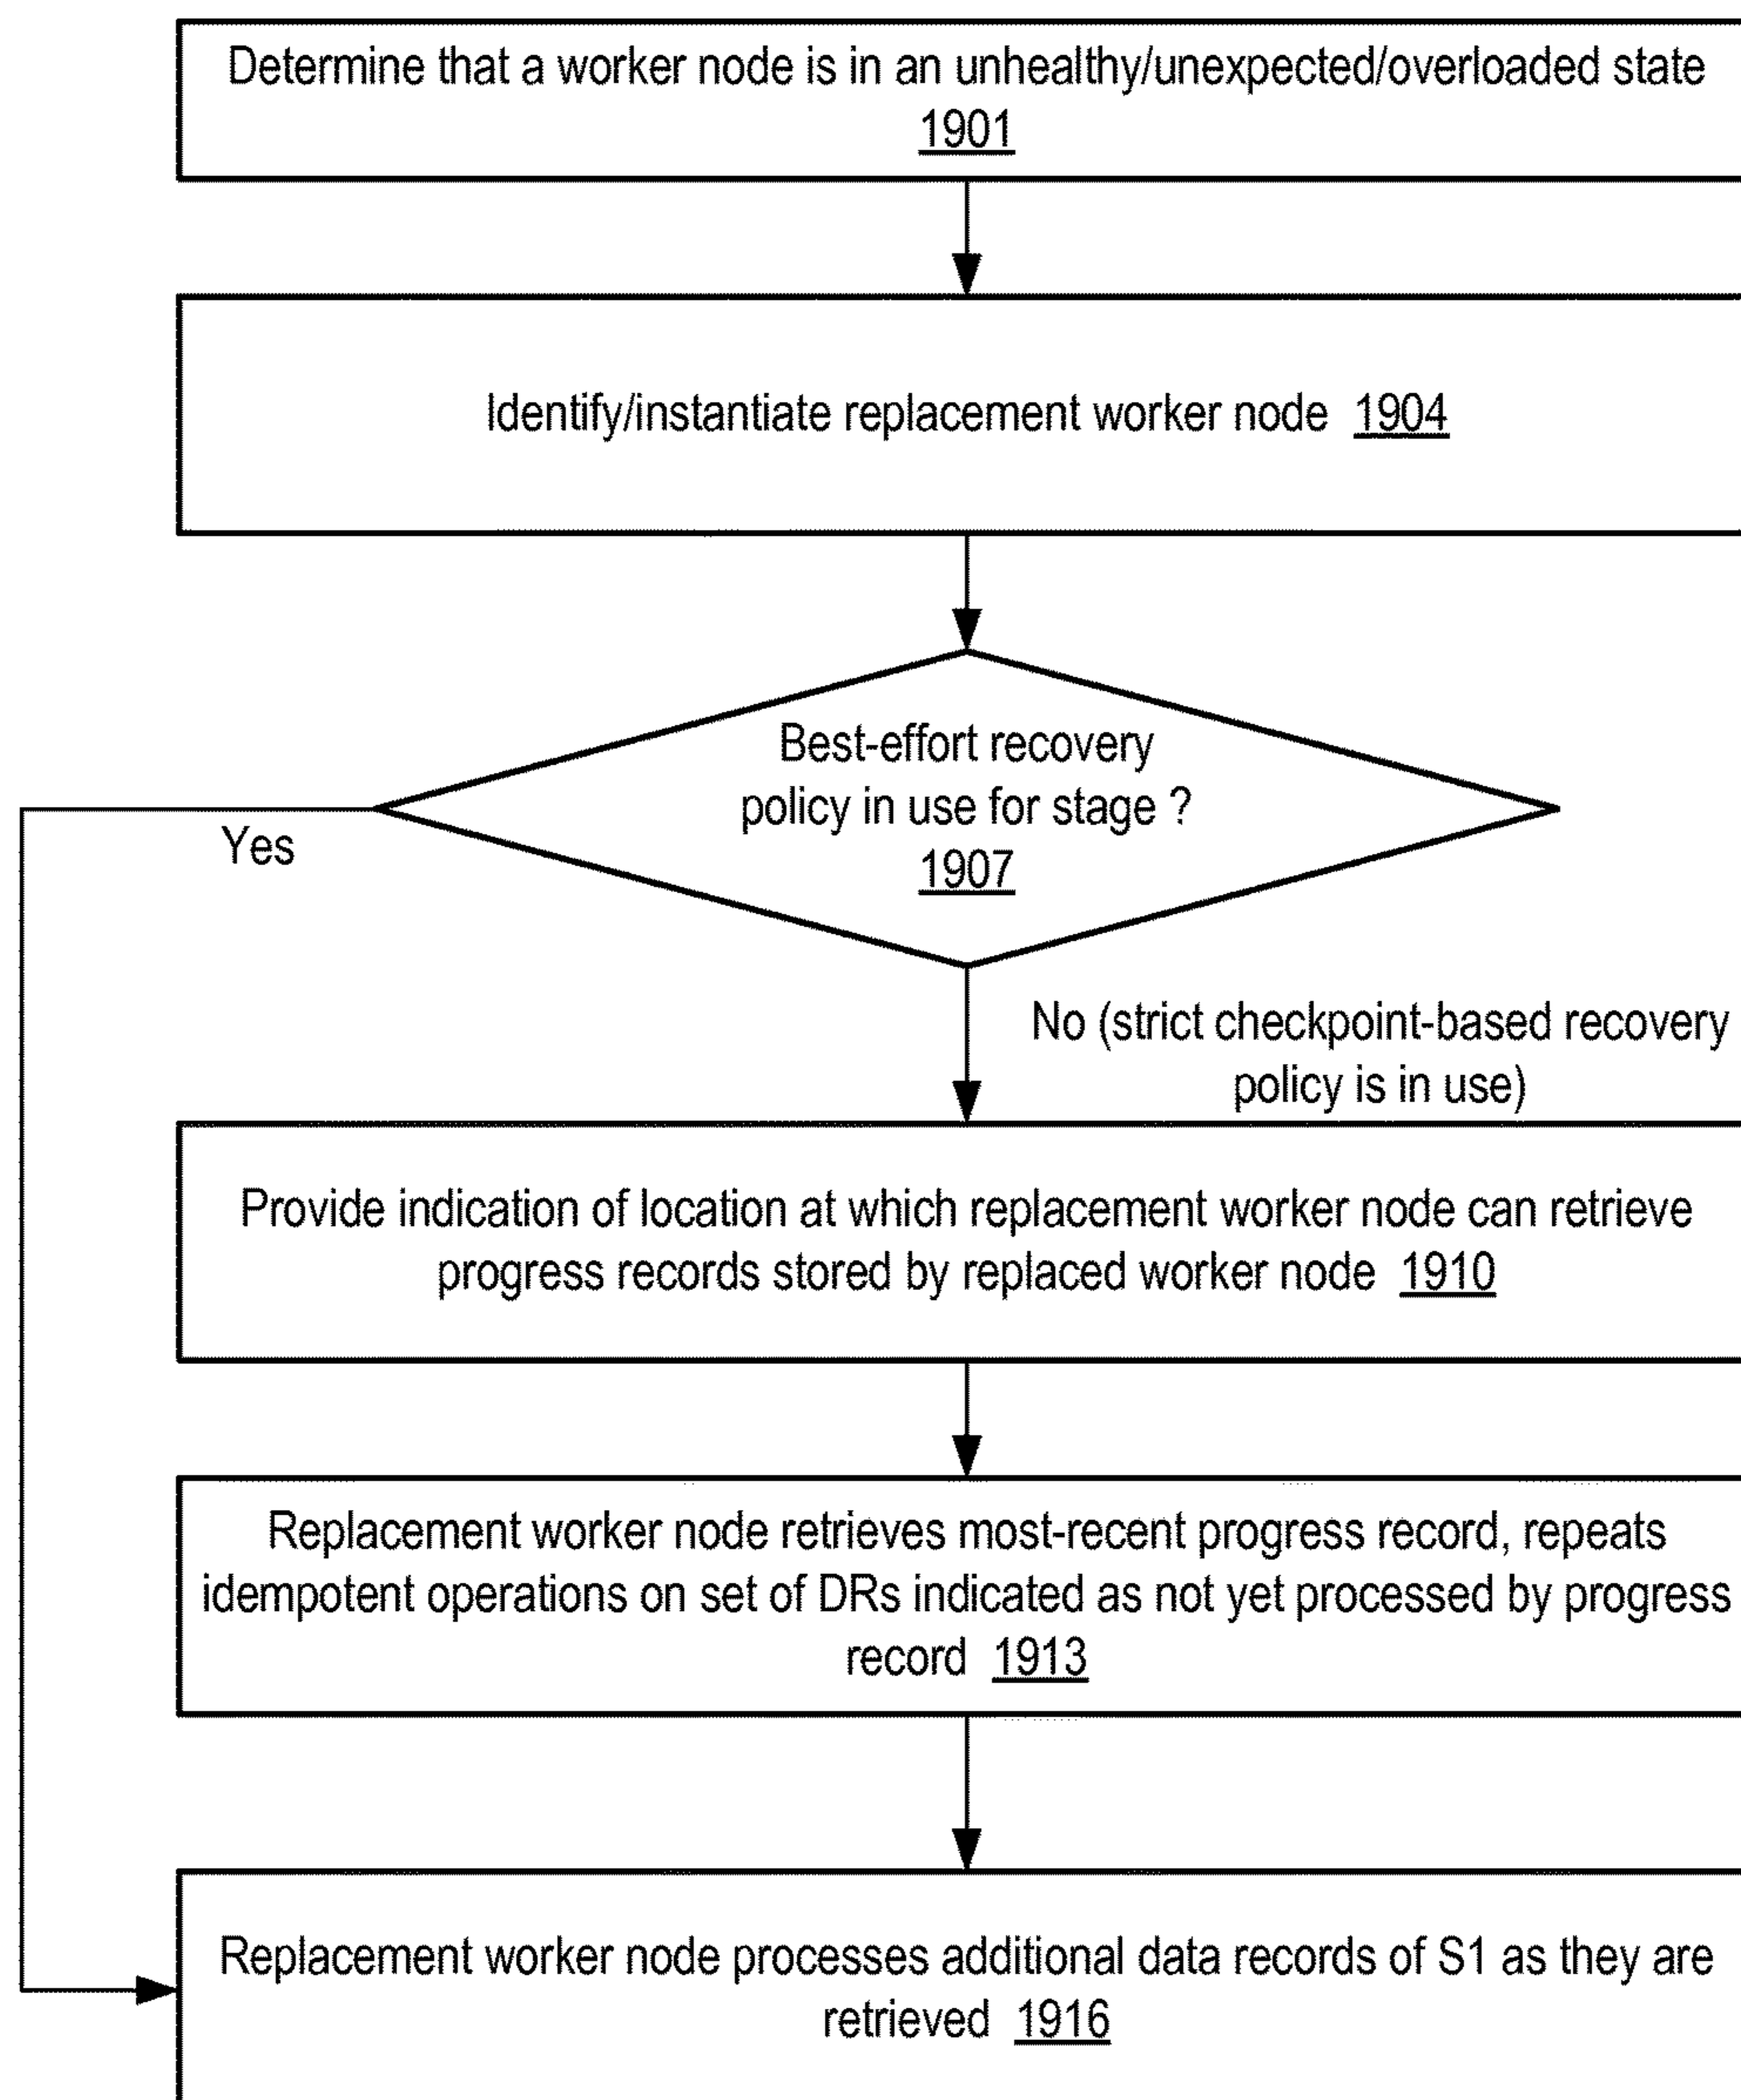 Determine that a worker node is in an unhealthy/unexpected/overloaded state
1901
Identify/instantiate replacement worker node 1904
Best-effort recovery
policy in use for stage ?
1907
Yes
No (strict checkpoint-based recovery
policy is in use)
Provide indication of location at which replacement worker node can retrieve
progress records stored by replaced worker node 1910
Replacement worker node retrieves most-recent progress record, repeats
idempotent operations on set of DRs indicated as not yet processed by progress
record 1913
Replacement worker node processes additional data records of S1 as they are
retrieved 1916